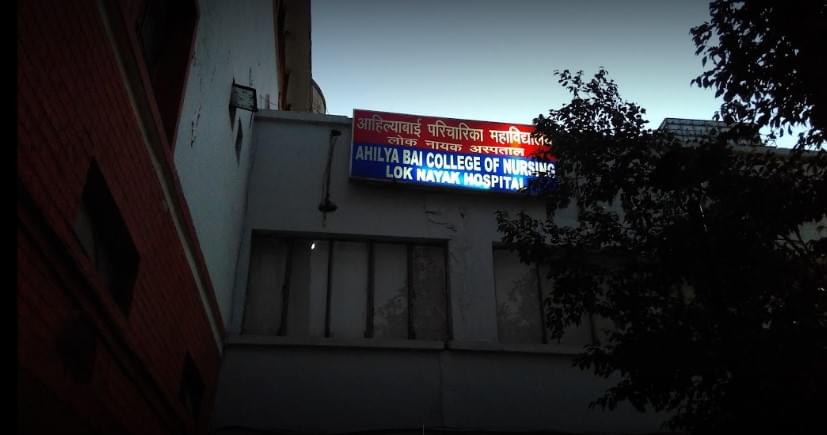 आहिल्याबाई परिचारिका महाविद्यालय
लोक नायक अस्पताल
AHILYA BAI COLLEGE OF NURSING
LOK NAYAK HOSPITAL